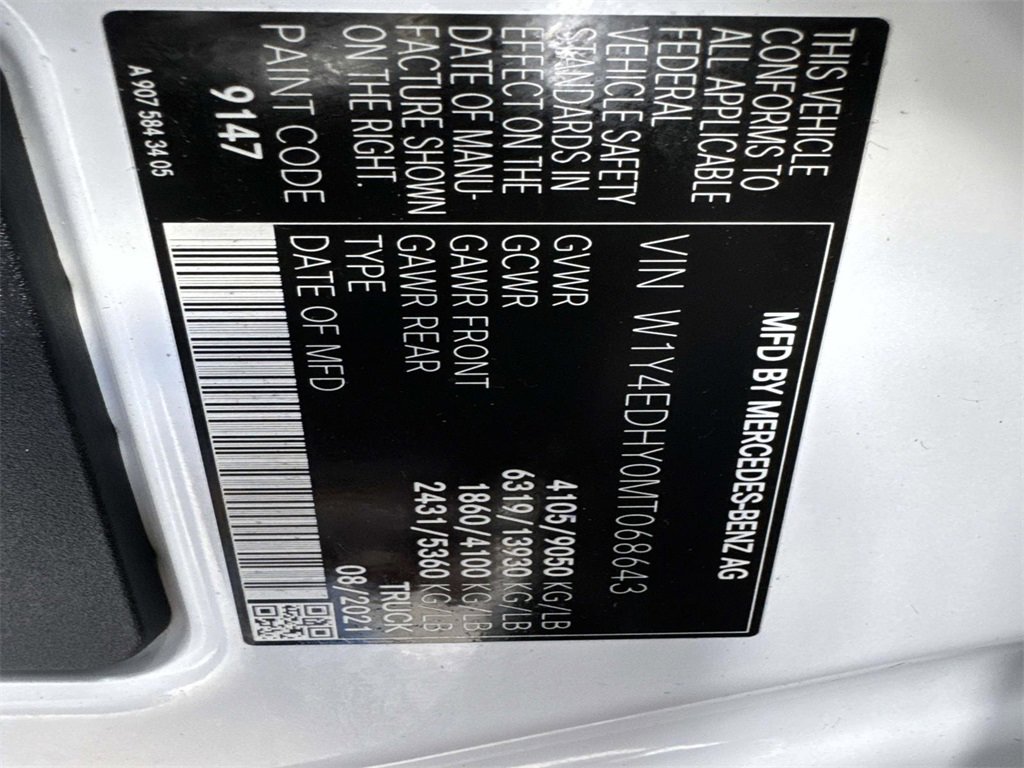 THIS VEHICLE
CONFORMS TO
ALL APPLICABLE
FEDERAL
VEHICLE SAFETY
STANDARDS IN
EFFECT ON THE
DATE OF MANU-
FACTURE SHOWN
ON THE RIGHT.
PAINT CODE
9147
A 907 584 34 05
MFD BY MERCEDES-BENZ AG
VIN W1Y4EDHY0MT068643
GVWR 4105/9050 KG/LB
GCWR 6319/13930 KG/LB
GAWR FRONT 1860/4100 KG/LB
GAWR REAR 2431/5360 KG/LB
TYPE TRUCK
DATE OF MFD 08/2021